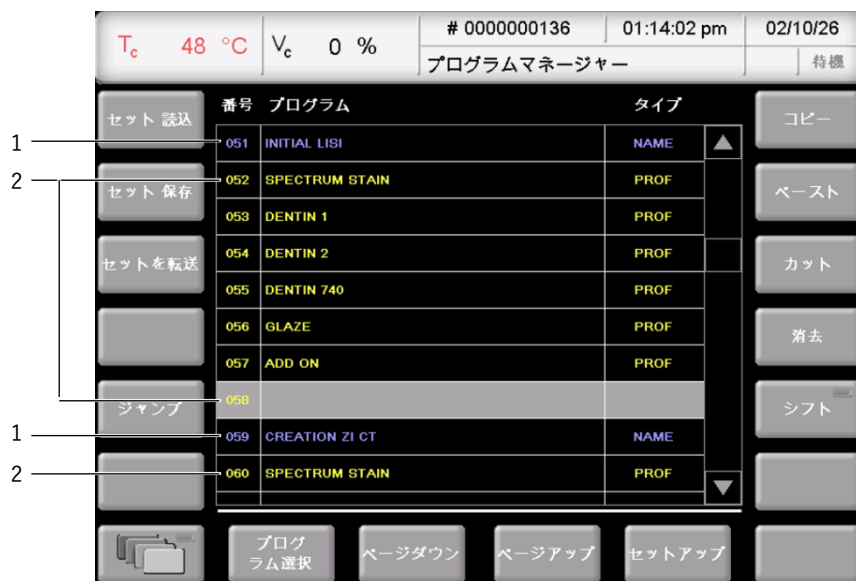 Tc 48 °C
Vc 0 %
# 0000000136
01:14:02 pm
02/10/26
プログラムマネージャー
待機
番号 プログラム タイプ
セット 読込
セット 保存
セットを転送
ジャンプ
1
2
1
2
051 INITIAL LISI NAME
052 SPECTRUM STAIN PROF
053 DENTIN 1 PROF
054 DENTIN 2 PROF
055 DENTIN 740 PROF
056 GLAZE PROF
057 ADD ON PROF
058
059 CREATION ZI CT NAME
060 SPECTRUM STAIN PROF
コピー
ペースト
カット
消去
シフト
プログ
ラム選択
ページダウン
ページアップ
セットアップ